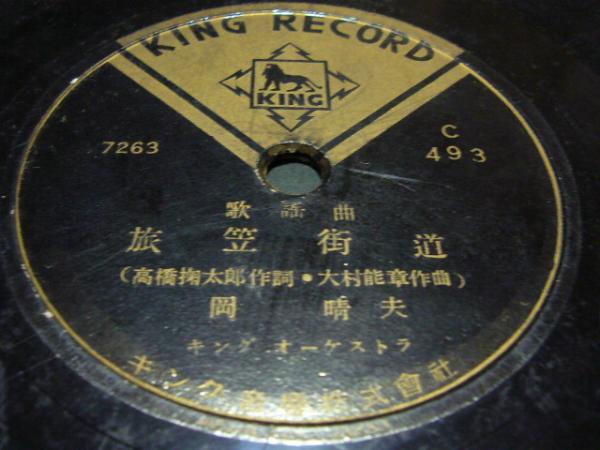 KING RECORD
KING
7263
C
493
歌謡曲
旅笠街道
(高橋掬太郎作詞・大村能章作曲)
岡晴夫
キング オーケストラ
キング音響株式會社